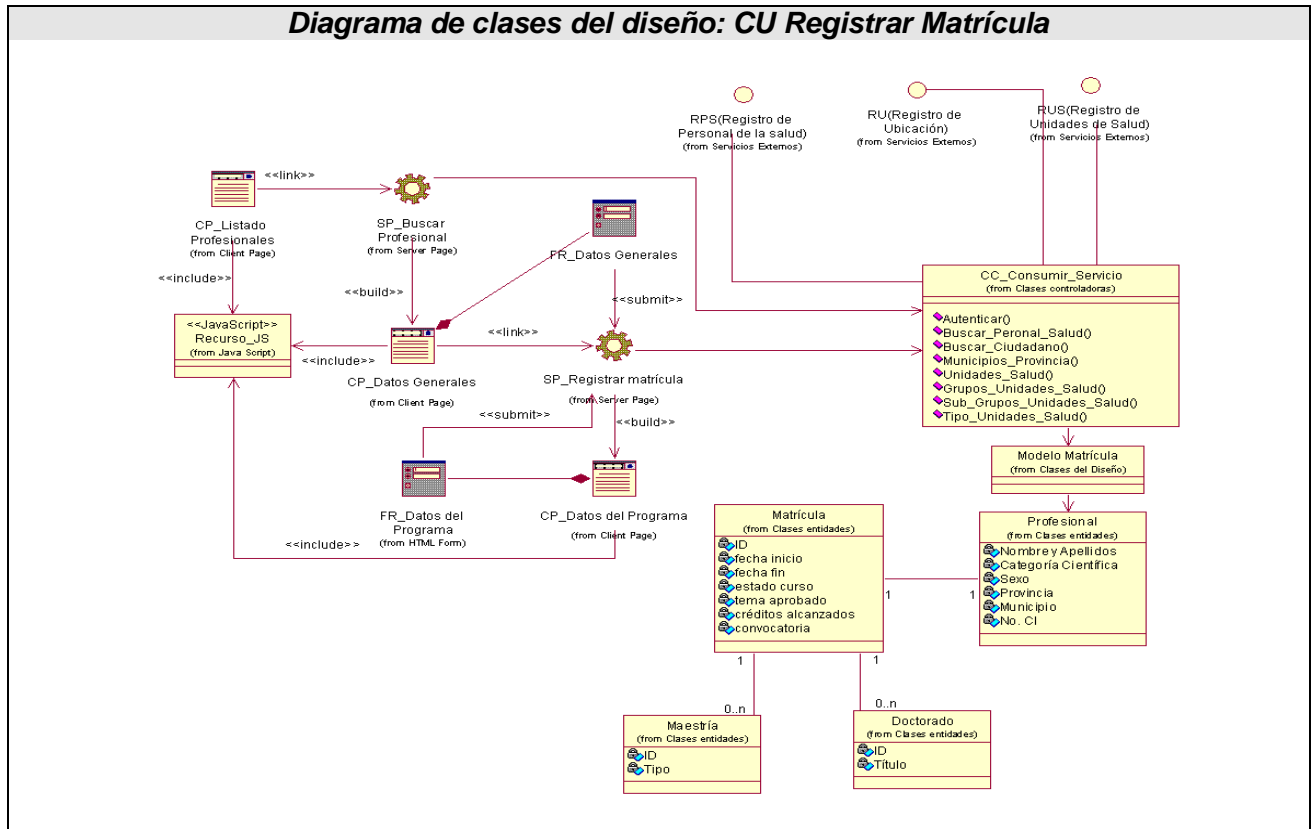 Diagrama de clases del diseño: CU Registrar Matrícula
RPS(Registro de
Personal de la salud)
(from Servicios Externos)
RU(Registro de
Ubicación)
(from Servicios Externos)
RUS(Registro de
Unidades de Salud)
(from Servicios Externos)
<<link>>
CP_Listado
Profesionales
(from Client Page)
SP_Buscar
Profesional
(from Server Page)
FR_Datos Generales
<<include>>
<<build>>
<<submit>>
CC_Consumir_Servicio
(from Clases controladoras)
Autenticar()
Buscar_Peronal_Salud()
Buscar_Ciudadano()
Municipios_Provincia()
Unidades_Salud()
Grupos_Unidades_Salud()
Sub_Grupos_Unidades_Salud()
Tipo_Unidades_Salud()
<<JavaScript>>
Recurso_JS
(from Java Script)
<<include>>
<<link>>
CP_Datos Generales
(from Client Page)
SP_Registrar matrícula
(from Server Page)
<<submit>>
<<build>>
Modelo Matrícula
(from Clases del Diseño)
FR_Datos del
Programa
(from HTML Form)
CP_Datos del Programa
(from Client Page)
<<include>>
Matrícula
(from Clases entidades)
ID
fecha inicio
fecha fin
estado curso
tema aprobado
créditos alcanzados
convocatoria
Profesional
(from Clases entidades)
Nombre y Apellidos
Categoría Científica
Sexo
Provincia
Municipio
No. CI
1
1
1
1
0..n
0..n
Maestría
(from Clases entidades)
ID
Tipo
Doctorado
(from Clases entidades)
ID
Título